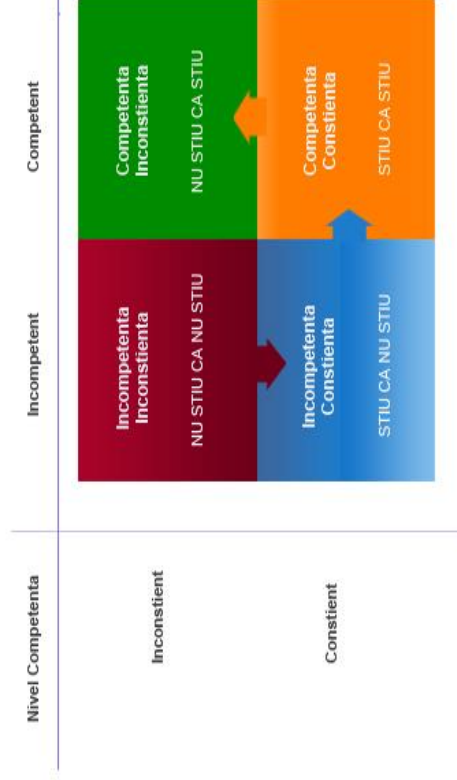 Nivel Competenta
Incompetent
Competent
Inconstient
Incompetenta
Inconstienta
NU STIU CA NU STIU
Competenta
Inconstienta
NU STIU CA STIU
Constient
Incompetenta
Constienta
STIU CA NU STIU
Competenta
Constienta
STIU CA STIU